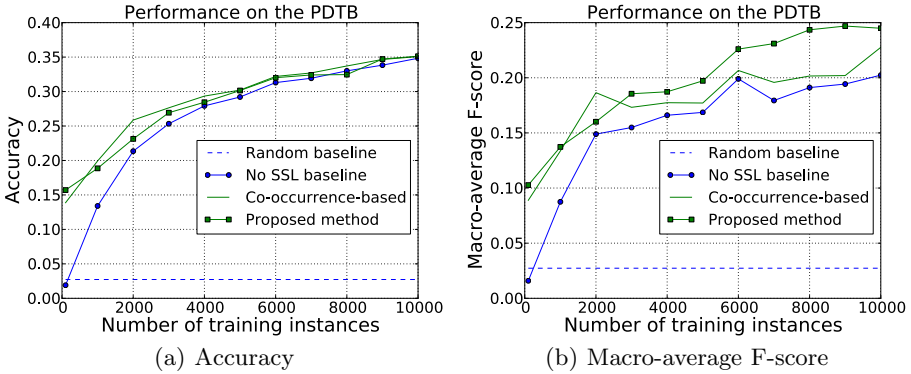 Performance on the PDTB
0.40
0.35
0.30
0.25
0.20
0.15
0.10
0.05
0.00
Accuracy
Random baseline
No SSL baseline
Co-occurrence-based
Proposed method
0 2000 4000 6000 8000 10000
Number of training instances
(a) Accuracy
Performance on the PDTB
0.25
0.20
0.15
0.10
0.05
0.00
Macro-average F-score
Random baseline
No SSL baseline
Co-occurrence-based
Proposed method
0 2000 4000 6000 8000 10000
Number of training instances
(b) Macro-average F-score